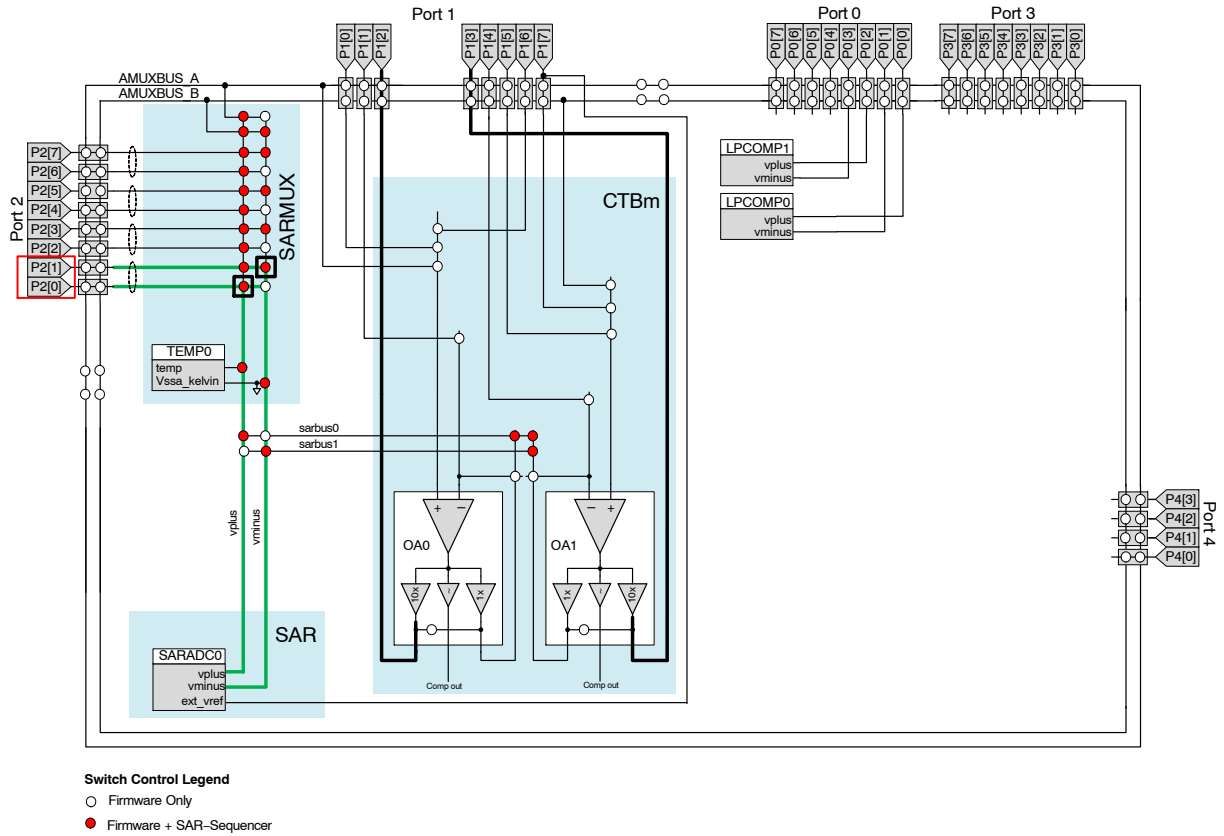 Port 1
Port 0
Port 3
P1[0]
P1[1]
P1[2]
P1[3]
P1[4]
P1[5]
P1[6]
P1[7]
P0[7]
P0[6]
P0[5]
P0[4]
P0[3]
P0[2]
P0[1]
P0[0]
P3[7]
P3[6]
P3[5]
P3[4]
P3[3]
P3[2]
P3[1]
P3[0]
AMUXBUS_A
AMUXBUS_B
Port 2
P2[7]
P2[6]
P2[5]
P2[4]
P2[3]
P2[2]
P2[1]
P2[0]
SARMUX
LPCOMP1
vplus
vminus
LPCOMP0
vplus
vminus
CTBm
TEMP0
temp
Vssa_kelvin
sarbus0
sarbus1
vplus
vminus
+ −
OA0
10x
~
1x
Comp out
− +
OA1
1x
~
10x
Comp out
P4[3]
P4[2]
P4[1]
P4[0]
Port 4
SAR
SARADC0
vplus
vminus
ext_vref
Switch Control Legend
Firmware Only
Firmware + SAR−Sequencer